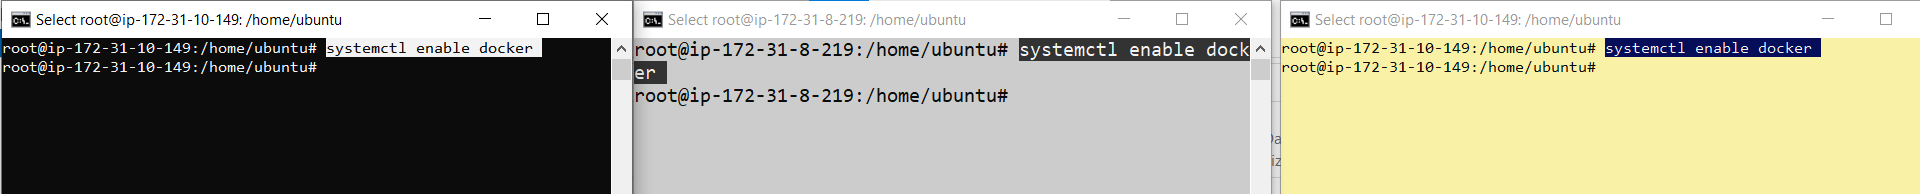 Select root@ip-172-31-10-149: /home/ubuntu
root@ip-172-31-10-149:/home/ubuntu# systemctl enable docker
root@ip-172-31-10-149:/home/ubuntu#
Select root@ip-172-31-8-219: /home/ubuntu
root@ip-172-31-8-219:/home/ubuntu# systemctl enable dock
er
root@ip-172-31-8-219:/home/ubuntu#
Select root@ip-172-31-10-149: /home/ubuntu
root@ip-172-31-10-149:/home/ubuntu# systemctl enable docker
root@ip-172-31-10-149:/home/ubuntu#